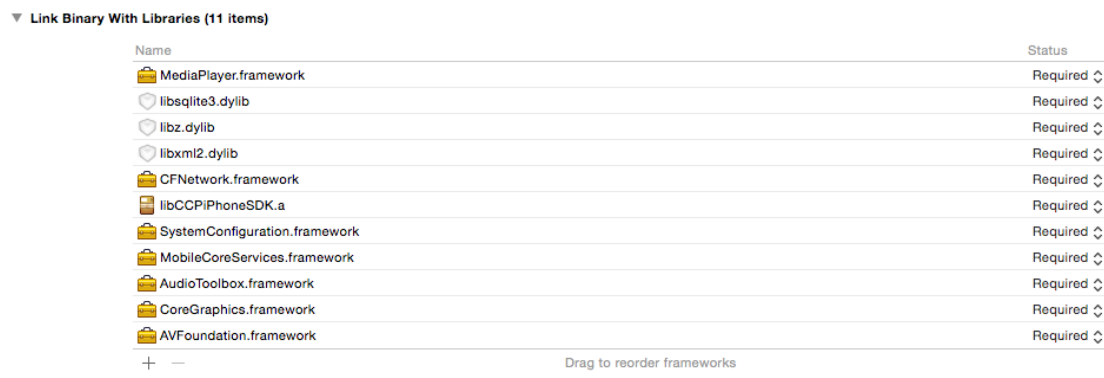 Link Binary With Libraries (11 items)
Name Status
MediaPlayer.framework Required
libsqlite3.dylib Required
libz.dylib Required
libxml2.dylib Required
CFNetwork.framework Required
libCCPiPhoneSDK.a Required
SystemConfiguration.framework Required
MobileCoreServices.framework Required
AudioToolbox.framework Required
CoreGraphics.framework Required
AVFoundation.framework Required
Drag to reorder frameworks